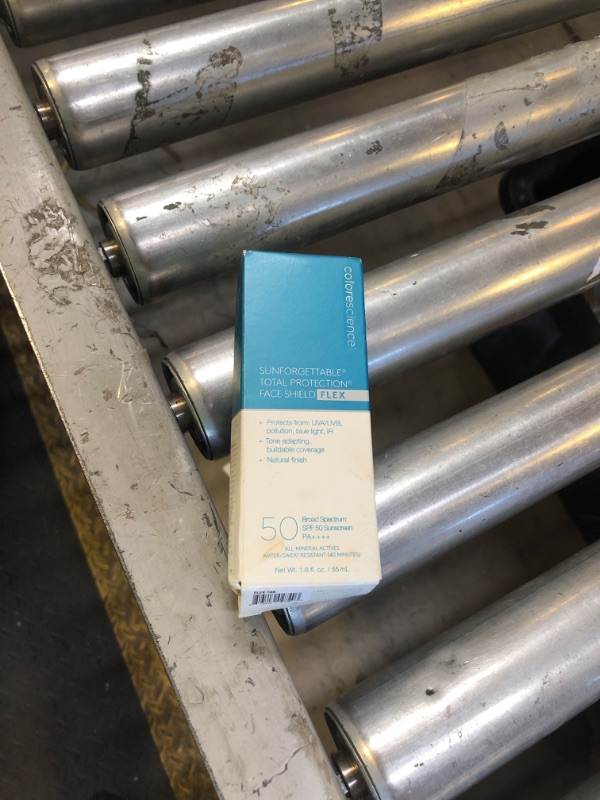 colorescience
SUNFORGETTABLE®
TOTAL PROTECTION®
FACE SHIELD FLEX
+ Protects from: UVA/UVB,
pollution, blue light, IR
+ Tone adapting,
buildable coverage
+ Natural finish
50 Broad Spectrum
SPF 50 Sunscreen
PA++++
ALL-MINERAL ACTIVES
WATER/SWEAT RESISTANT (40 MINUTES)
Net Wt. 1.8 fl. oz. / 55mL
FLEX TAN